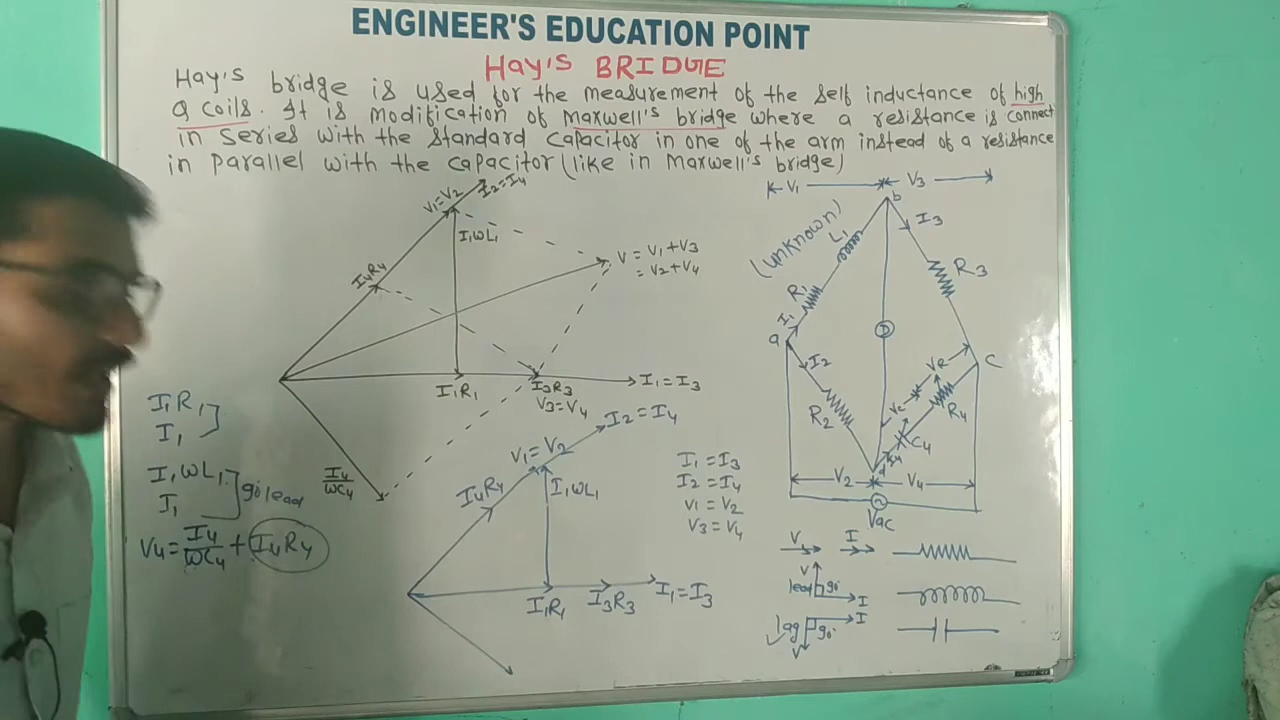 ENGINEER'S EDUCATION POINT
HAY'S BRIDGE
Hay's bridge is used for the measurement of the self inductance of high
Q coils. It is modification of maxwell's bridge where a resistance is connect
in series with the standard capacitor in one of the arm instead of a resistance
in parallel with the capacitor (like in Maxwell's bridge)
V1=V2
I2=I4
I1ωL1
I4R4
V = V1+V3
= V2+V4
I1R1
I3R3
V3=V4
I1=I3
I4/ωC4
I1R1
I1
I1ωL1
I1
90 lead
V4 = I4/ωC4 + I4R4
V1=V2
I2=I4
I4R4
I1ωL1
I1R1
I3R3
I1=I3
I1=I3
I2=I4
V1=V2
V3=V4
V1
V3
b
(unknown)
L1
I3
R3
R1
I1
a
D
C
I2
VR
R2
VC
R4
C4
I4
d
V2
V4
Vac
V
I
V
lead
90°
I
lag
90°
I
V